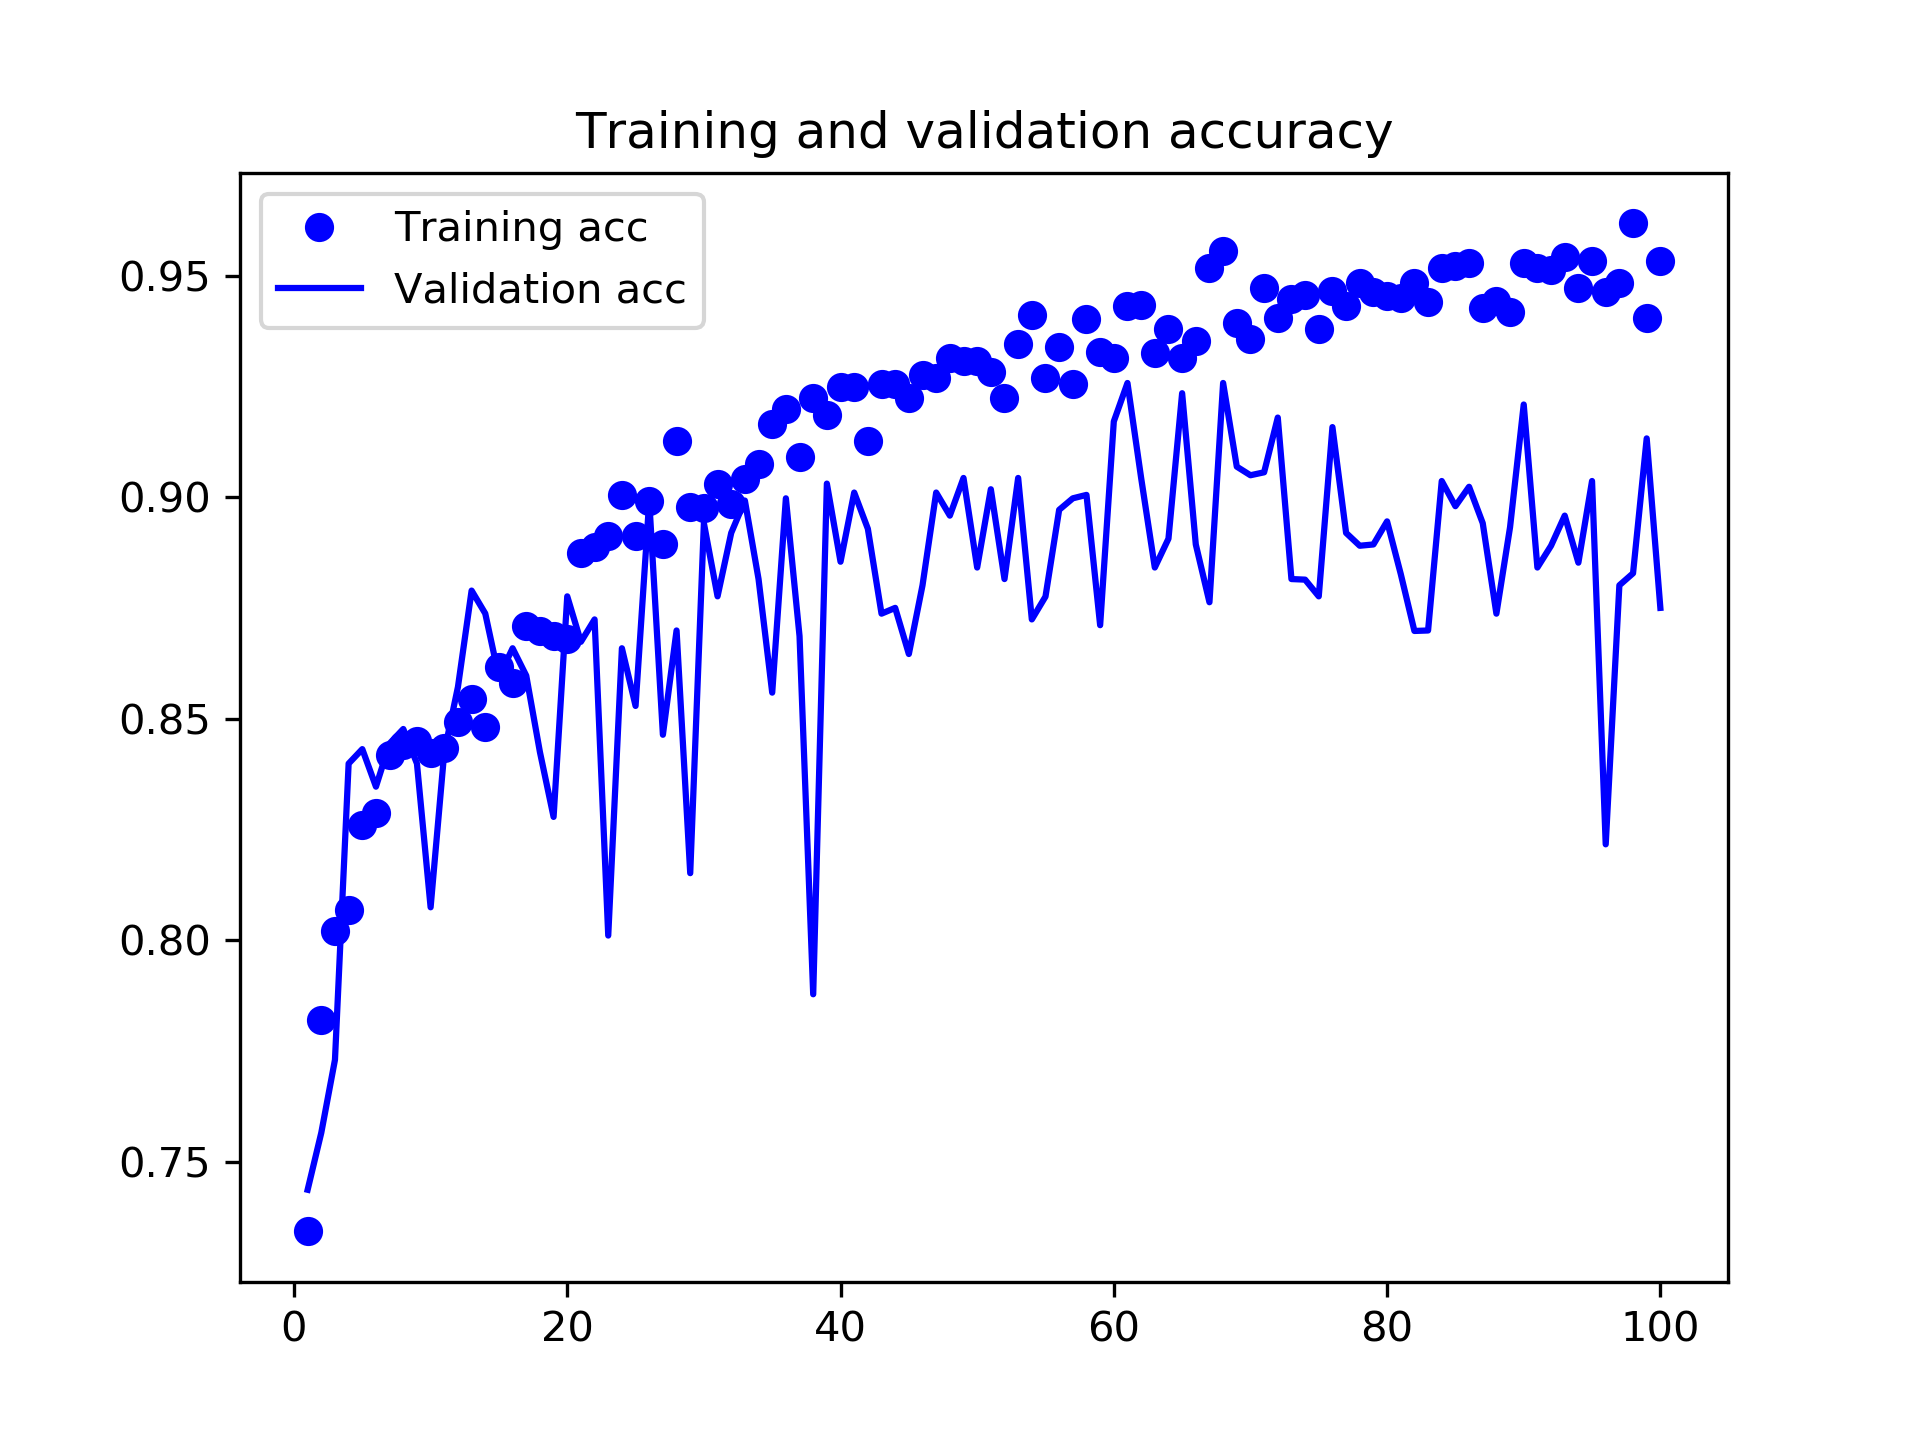 Training and validation accuracy
Training acc
Validation acc
0.95
0.90
0.85
0.80
0.75
0 20 40 60 80 100